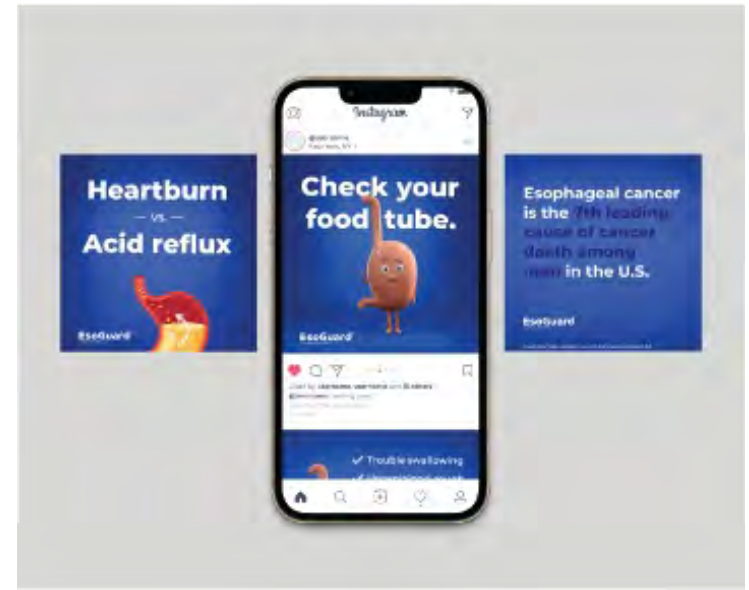 Heartburn
— vs. —
Acid reflux
EsoGuard
Instagram
Check your
food tube.
EsoGuard
✓ Trouble swallowing
Esophageal cancer
is the 7th leading
cause of cancer
death among
men in the U.S.
EsoGuard